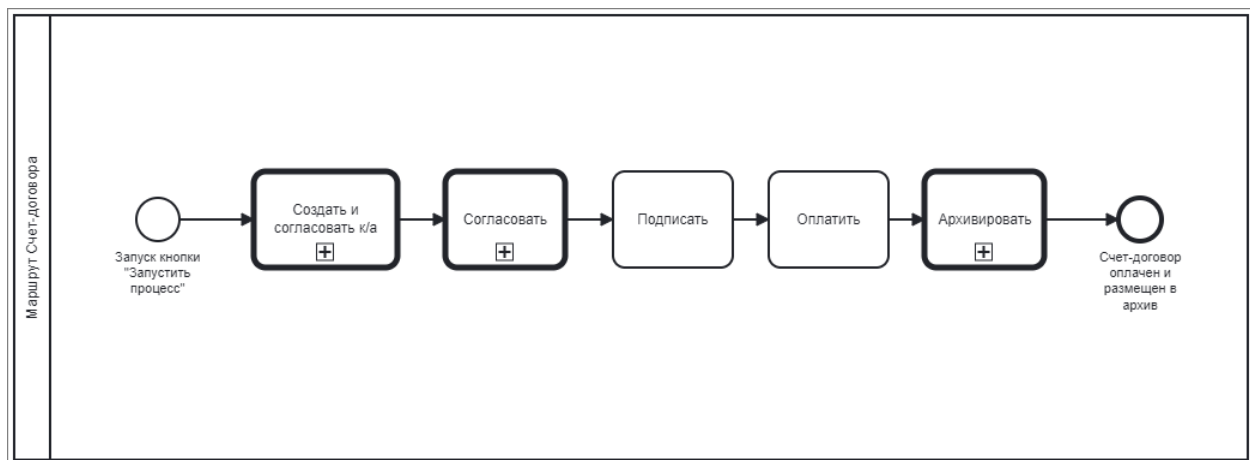 Маршрут Счет-договора
Запуск кнопки
"Запустить
процесс"
Создать и
согласовать к/а
Согласовать
Подписать
Оплатить
Архивировать
Счет-договор
оплачен и
размещен в
архив